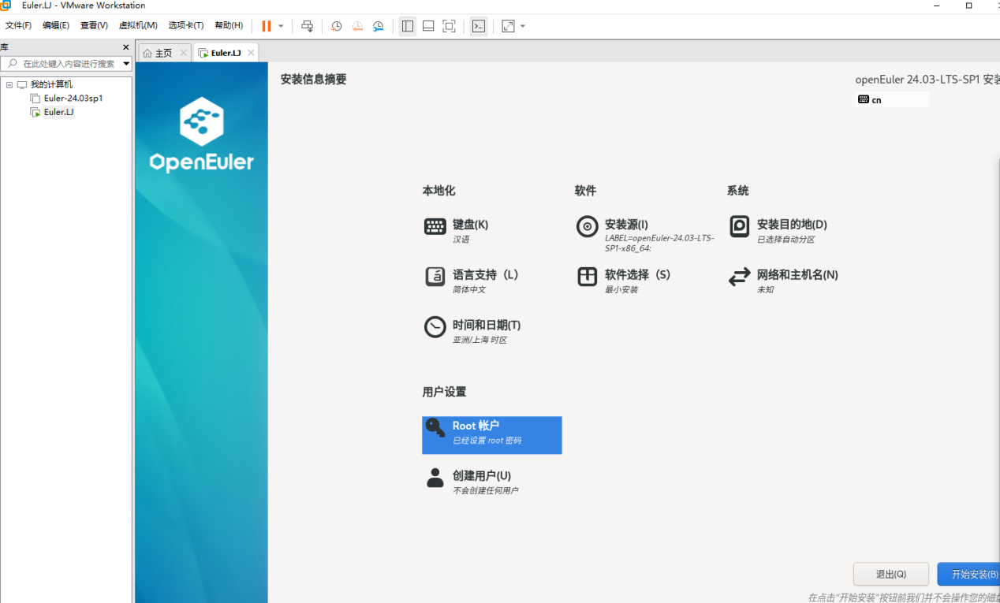 Euler.LJ - VMware Workstation
文件(F) 编辑(E) 查看(V) 虚拟机(M) 选项卡(T) 帮助(H)
库
在此处键入内容进行搜索
我的计算机
Euler-24.03sp1
Euler.LJ
主页
Euler.LJ
OpenEuler
安装信息摘要
openEuler 24.03-LTS-SP1 安装
cn
本地化
键盘(K)
汉语
语言支持（L）
简体中文
时间和日期(T)
亚洲/上海 时区
软件
安装源(I)
LABEL=openEuler-24.03-LTS-
SP1-x86_64:
软件选择（S）
最小安装
系统
安装目的地(D)
已选择自动分区
网络和主机名(N)
未知
用户设置
Root 帐户
已经设置 root 密码
创建用户(U)
不会创建任何用户
退出(Q)
开始安装(B)
在点击“开始安装”按钮前我们并不会操作您的磁